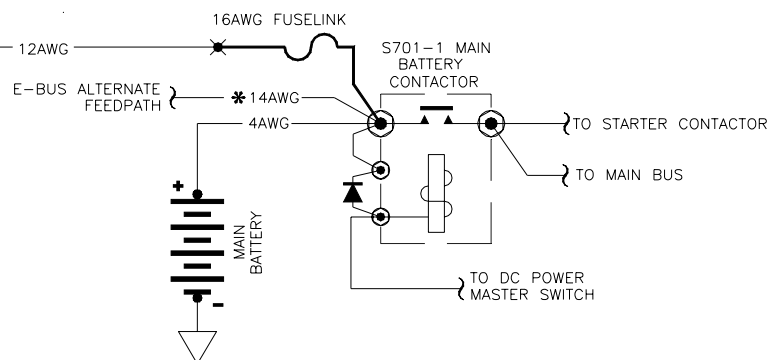 16AWG FUSELINK
12AWG
S701-1 MAIN
BATTERY
CONTACTOR
E-BUS ALTERNATE
FEEDPATH
* 14AWG
4AWG
TO STARTER CONTACTOR
TO MAIN BUS
+
MAIN
BATTERY
-
TO DC POWER
MASTER SWITCH